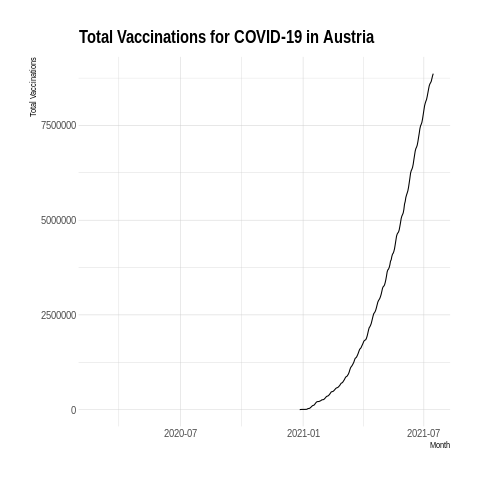 Total Vaccinations for COVID-19 in Austria
Total Vaccinations
7500000
5000000
2500000
0
2020-07
2021-01
2021-07
Month